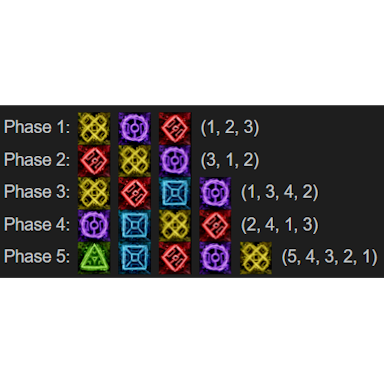 Phase 1: (1, 2, 3)
Phase 2: (3, 1, 2)
Phase 3: (1, 3, 4, 2)
Phase 4: (2, 4, 1, 3)
Phase 5: (5, 4, 3, 2, 1)